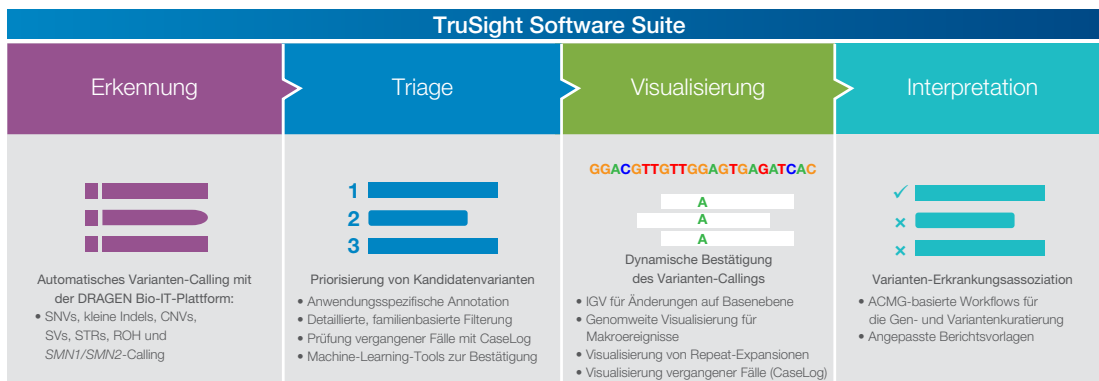 TruSight Software Suite
Erkennung
Automatisches Varianten-Calling mit
der DRAGEN Bio-IT-Plattform:
• SNVs, kleine Indels, CNVs,
SVs, STRs, ROH und
SMN1/SMN2-Calling
Triage
1
2
3
Priorisierung von Kandidatenvarianten
• Anwendungsspezifische Annotation
• Detaillierte, familienbasierte Filterung
• Prüfung vergangener Fälle mit CaseLog
• Machine-Learning-Tools zur Bestätigung
Visualisierung
GGACGTTGTTGGAGTGAGATCAC
A
A
A
Dynamische Bestätigung
des Varianten-Callings
• IGV für Änderungen auf Basenebene
• Genomweite Visualisierung für
Makroereignisse
• Visualisierung von Repeat-Expansionen
• Visualisierung vergangener Fälle (CaseLog)
Interpretation
Varianten-Erkrankungsassoziation
• ACMG-basierte Workflows für
die Gen- und Variantenkuratierung
• Angepasste Berichtsvorlagen